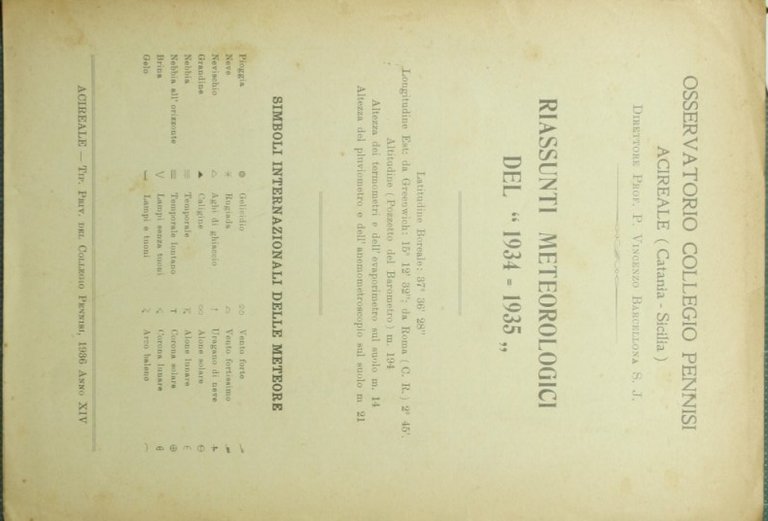 OSSERVATORIO COLLEGIO PENNISI
ACIREALE (Catania - Sicilia)
DIRETTORE PROF. P. VINCENZO BARCELLONA S. J.
RIASSUNTI METEOROLOGICI
DEL “ 1934 = 1935 „
Latitudine Boreale: 37° 36' 28"
Longitudine Est: da Greenwich: 15° 12' 32"; da Roma ( C. R. ) 2° 45'.
Altitudine ( Pozzetto del Barometro ) m. 194
Altezza dei termometri e dell' evaporimetro sul suolo m. 14
Altezza del pluviometro e dell' anemometroscopio sul suolo m 21
SIMBOLI INTERNAZIONALI DELLE METEORE
Pioggia Gelicidio Vento forte
Neve Rugiada Vento fortissimo
Nevischio Aghi di ghiaccio Uragano di neve
Grandine Caligine Alone solare
Nebbia Temporale Alone lunare
Nebbia all' orizzonte Temporale lontano Corona solare
Brina Lampi senza tuoni Corona lunare
Gelo Lampi e tuoni Arco baleno
ACIREALE — TIP. PRIV. DEL COLLEGIO PENNISI, 1936 ANNO XIV